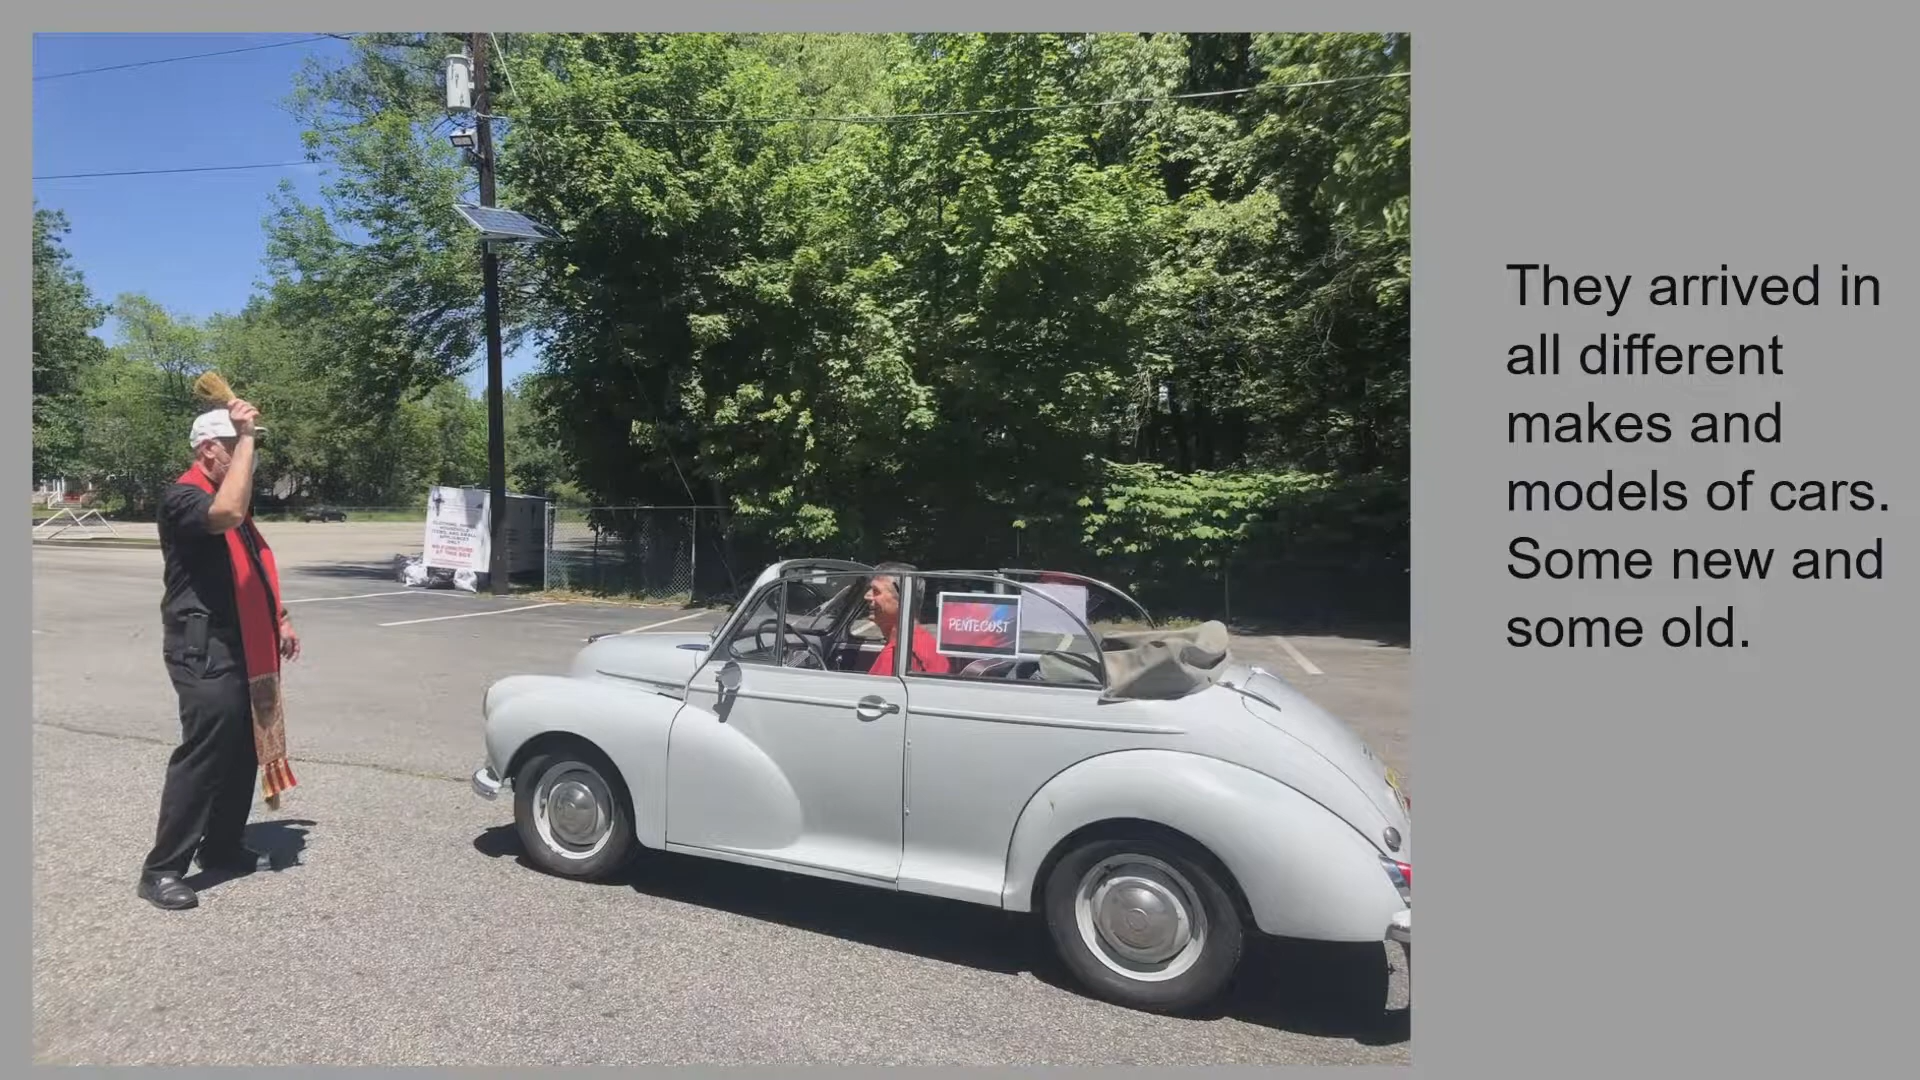 They arrived in
all different
makes and
models of cars.
Some new and
some old.
PENTECOST